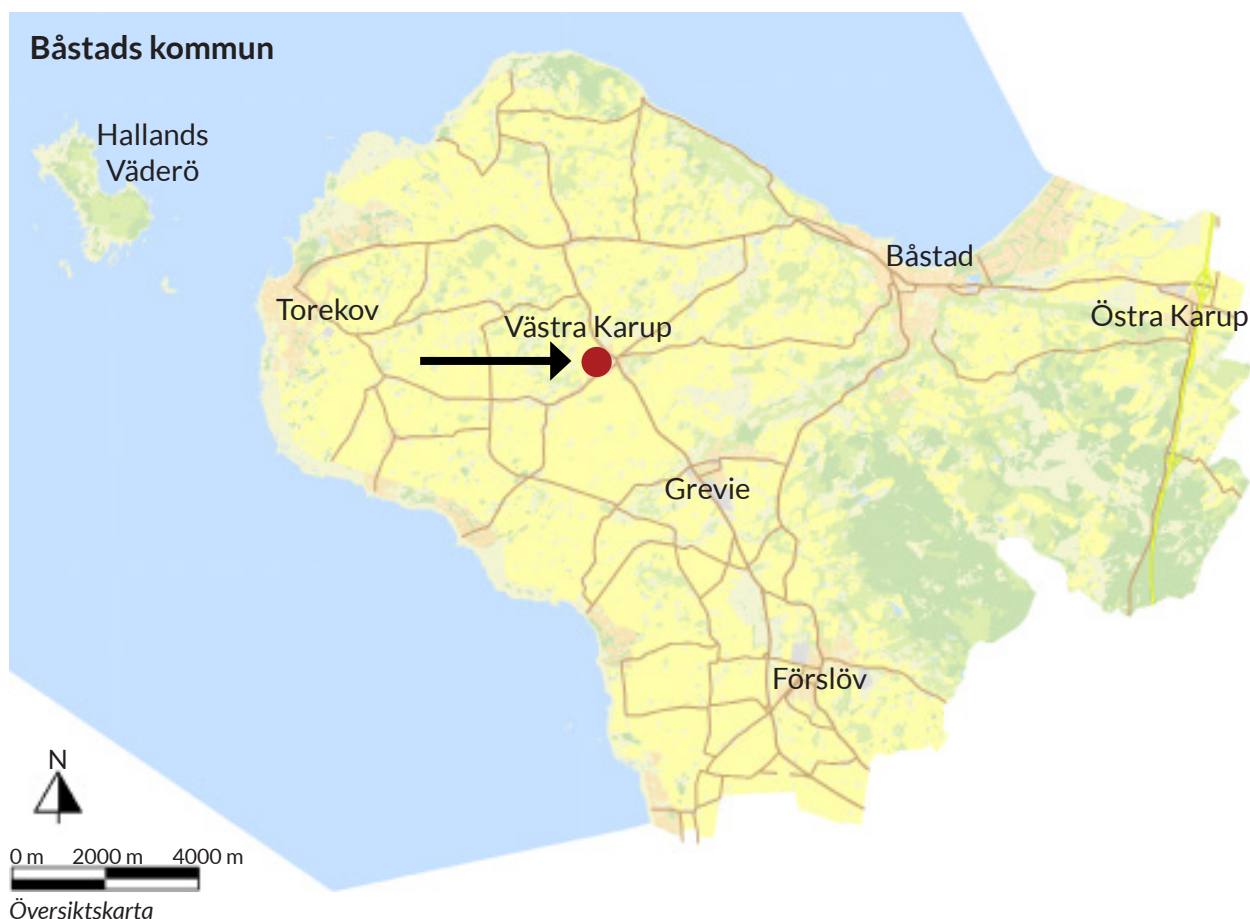 Båstads kommun
Hallands
Väderö
Båstad
Torekov
Västra Karup
Östra Karup
Grevie
Förslöv
N
0 m 2000 m 4000 m
Översiktskarta